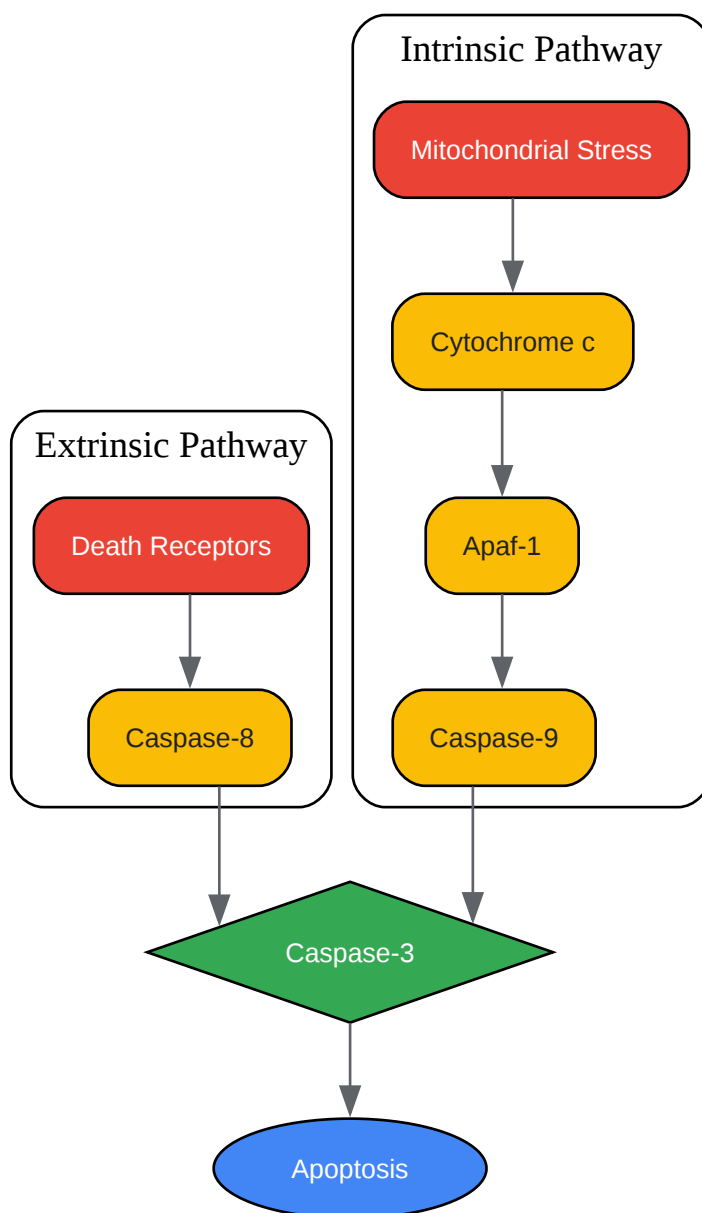 Intrinsic Pathway
Mitochondrial Stress
Cytochrome c
Extrinsic Pathway
Death Receptors
Apaf-1
Caspase-8
Caspase-9
Caspase-3
Apoptosis